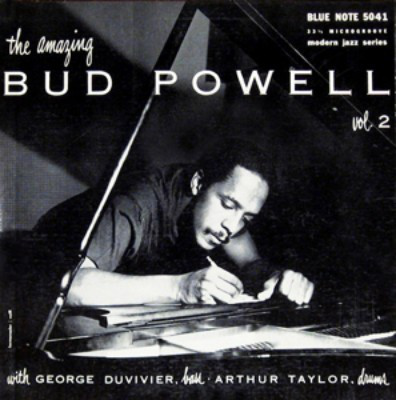 BLUE NOTE 5041
33⅓ MICROGROOVE
modern jazz series
the amazing
BUD POWELL
vol. 2
with GEORGE DUVIVIER, bass · ARTHUR TAYLOR, drums